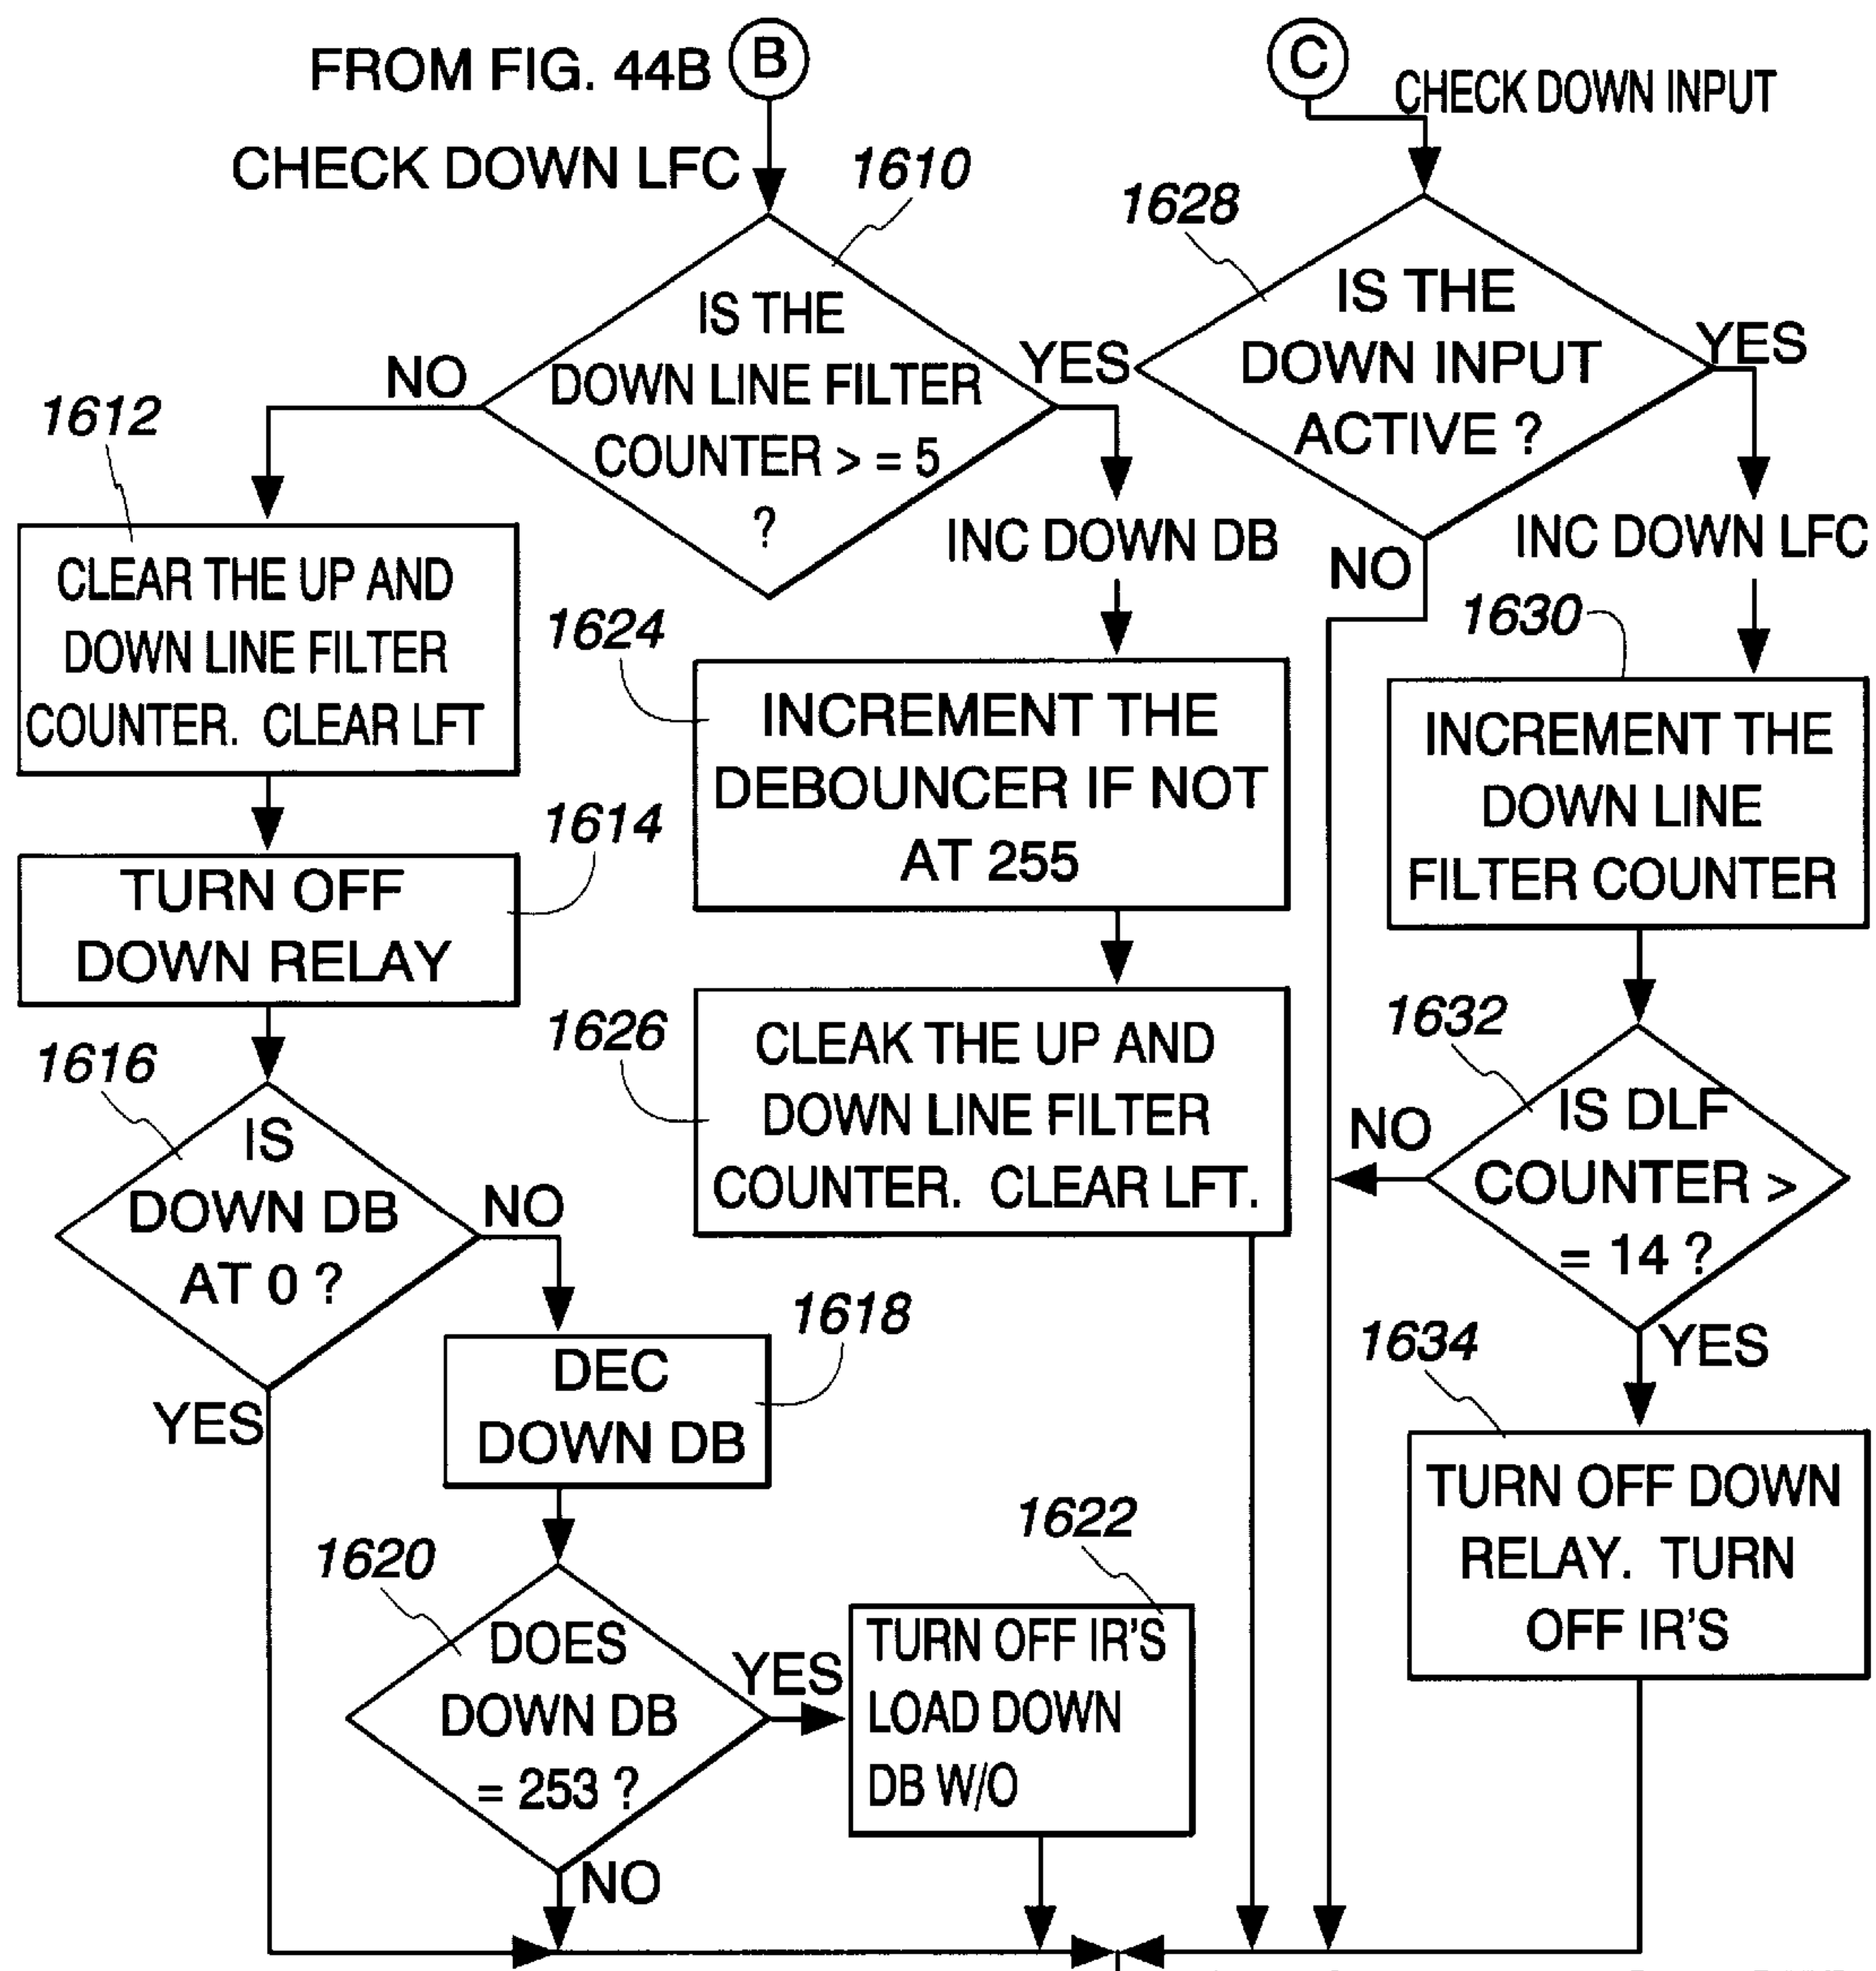 FROM FIG. 44B
B
CHECK DOWN LFC
1610
IS THE
DOWN LINE FILTER
COUNTER > = 5
?
NO
YES
1612
CLEAR THE UP AND
DOWN LINE FILTER
COUNTER. CLEAR LFT
1614
TURN OFF
DOWN RELAY
1616
IS
DOWN DB
AT 0 ?
NO
YES
1618
DEC
DOWN DB
1620
DOES
DOWN DB
= 253 ?
YES
NO
1622
TURN OFF IR'S
LOAD DOWN
DB W/O
INC DOWN DB
1624
INCREMENT THE
DEBOUNCER IF NOT
AT 255
1626
CLEAK THE UP AND
DOWN LINE FILTER
COUNTER. CLEAR LFT.
C
CHECK DOWN INPUT
1628
IS THE
DOWN INPUT
ACTIVE ?
YES
NO
INC DOWN LFC
1630
INCREMENT THE
DOWN LINE
FILTER COUNTER
1632
IS DLF
COUNTER >
= 14 ?
NO
YES
1634
TURN OFF DOWN
RELAY. TURN
OFF IR'S